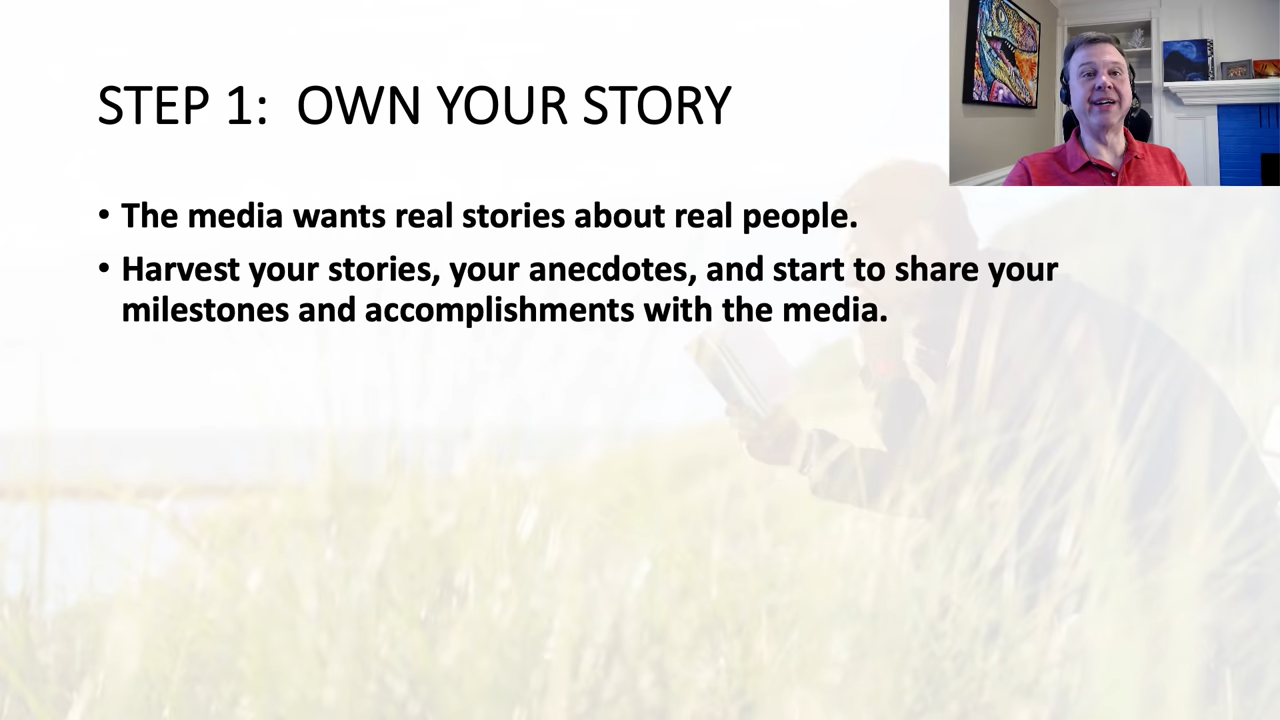 STEP 1: OWN YOUR STORY
• The media wants real stories about real people.
• Harvest your stories, your anecdotes, and start to share your
milestones and accomplishments with the media.